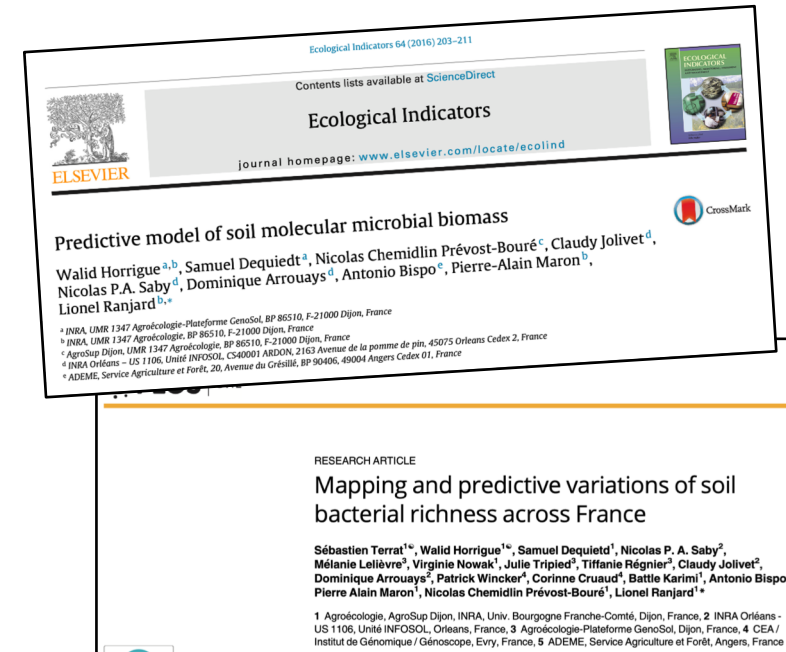 Ecological Indicators 64 (2016) 203–211
Contents lists available at ScienceDirect
Ecological Indicators
journal homepage: www.elsevier.com/locate/ecolind
ELSEVIER
ECOLOGICAL
INDICATORS
CrossMark
Predictive model of soil molecular microbial biomass
Walid Horrigue a,b, Samuel Dequiedt a, Nicolas Chemidlin Prévost-Bouré c, Claudy Jolivet d,
Nicolas P.A. Saby d, Dominique Arrouays d, Antonio Bispo e, Pierre-Alain Maron b,
Lionel Ranjard b,*
a INRA, UMR 1347 Agroécologie-Plateforme GenoSol, BP 86510, F-21000 Dijon, France
b INRA, UMR 1347 Agroécologie, BP 86510, F-21000 Dijon, France
c AgroSup Dijon, UMR 1347 Agroécologie, BP 86510, F-21000 Dijon, France
d INRA Orléans – US 1106, Unité INFOSOL, CS40001 ARDON, 2163 Avenue de la pomme de pin, 45075 Orleans Cedex 2, France
e ADEME, Service Agriculture et Forêt, 20, Avenue du Grésillé, BP 90406, 49004 Angers Cedex 01, France
RESEARCH ARTICLE
Mapping and predictive variations of soil
bacterial richness across France
Sébastien Terrat1☯, Walid Horrigue1☯, Samuel Dequietd1, Nicolas P. A. Saby2,
Mélanie Lelièvre3, Virginie Nowak1, Julie Tripied3, Tiffanie Régnier3, Claudy Jolivet2,
Dominique Arrouays2, Patrick Wincker4, Corinne Cruaud4, Battle Karimi1, Antonio Bispo
Pierre Alain Maron1, Nicolas Chemidlin Prévost-Bouré1, Lionel Ranjard1*
1 Agroécologie, AgroSup Dijon, INRA, Univ. Bourgogne Franche-Comté, Dijon, France, 2 INRA Orléans -
US 1106, Unité INFOSOL, Orleans, France, 3 Agroécologie-Plateforme GenoSol, Dijon, France, 4 CEA /
Institut de Génomique / Génoscope, Evry, France, 5 ADEME, Service Agriculture et Forêt, Angers, France